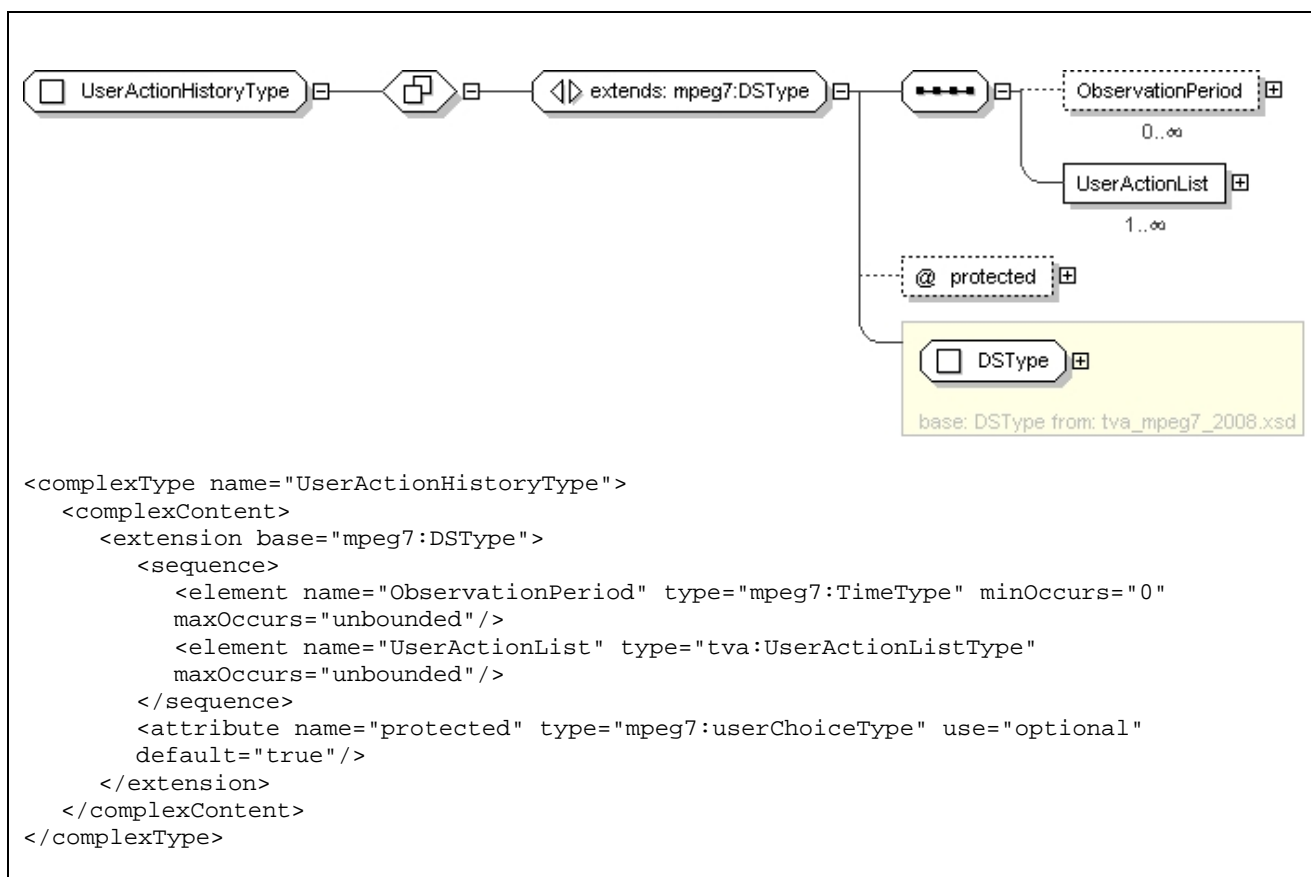 UserActionHistoryType
extends: mpeg7:DSType
ObservationPeriod
0..∞
UserActionList
1..∞
@ protected
DSType
base: DSType from: tva_mpeg7_2008.xsd
<complexType name="UserActionHistoryType">
<complexContent>
<extension base="mpeg7:DSType">
<sequence>
<element name="ObservationPeriod" type="mpeg7:TimeType" minOccurs="0"
maxOccurs="unbounded"/>
<element name="UserActionList" type="tva:UserActionListType"
maxOccurs="unbounded"/>
</sequence>
<attribute name="protected" type="mpeg7:userChoiceType" use="optional"
default="true"/>
</extension>
</complexContent>
</complexType>